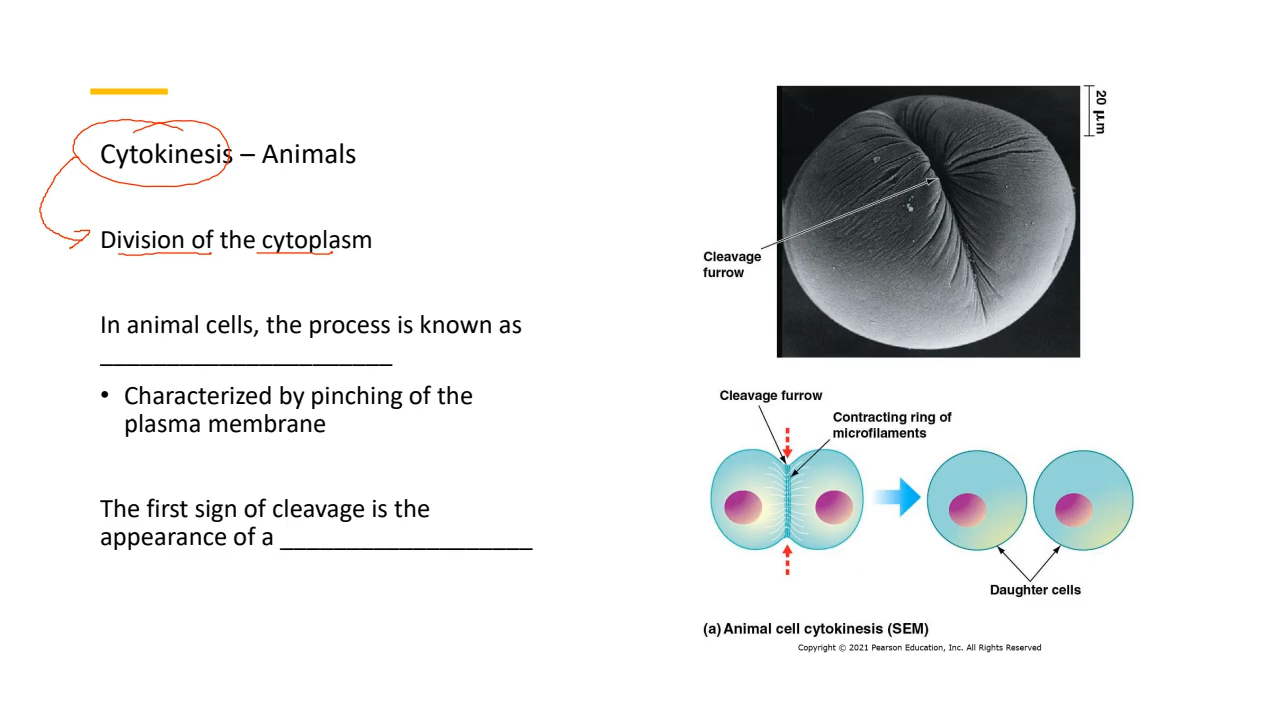 Cytokinesis – Animals
Division of the cytoplasm
In animal cells, the process is known as
______________________
• Characterized by pinching of the
plasma membrane
The first sign of cleavage is the
appearance of a ___________________
20 μm
Cleavage
furrow
Cleavage furrow
Contracting ring of
microfilaments
Daughter cells
(a) Animal cell cytokinesis (SEM)
Copyright © 2021 Pearson Education, Inc. All Rights Reserved